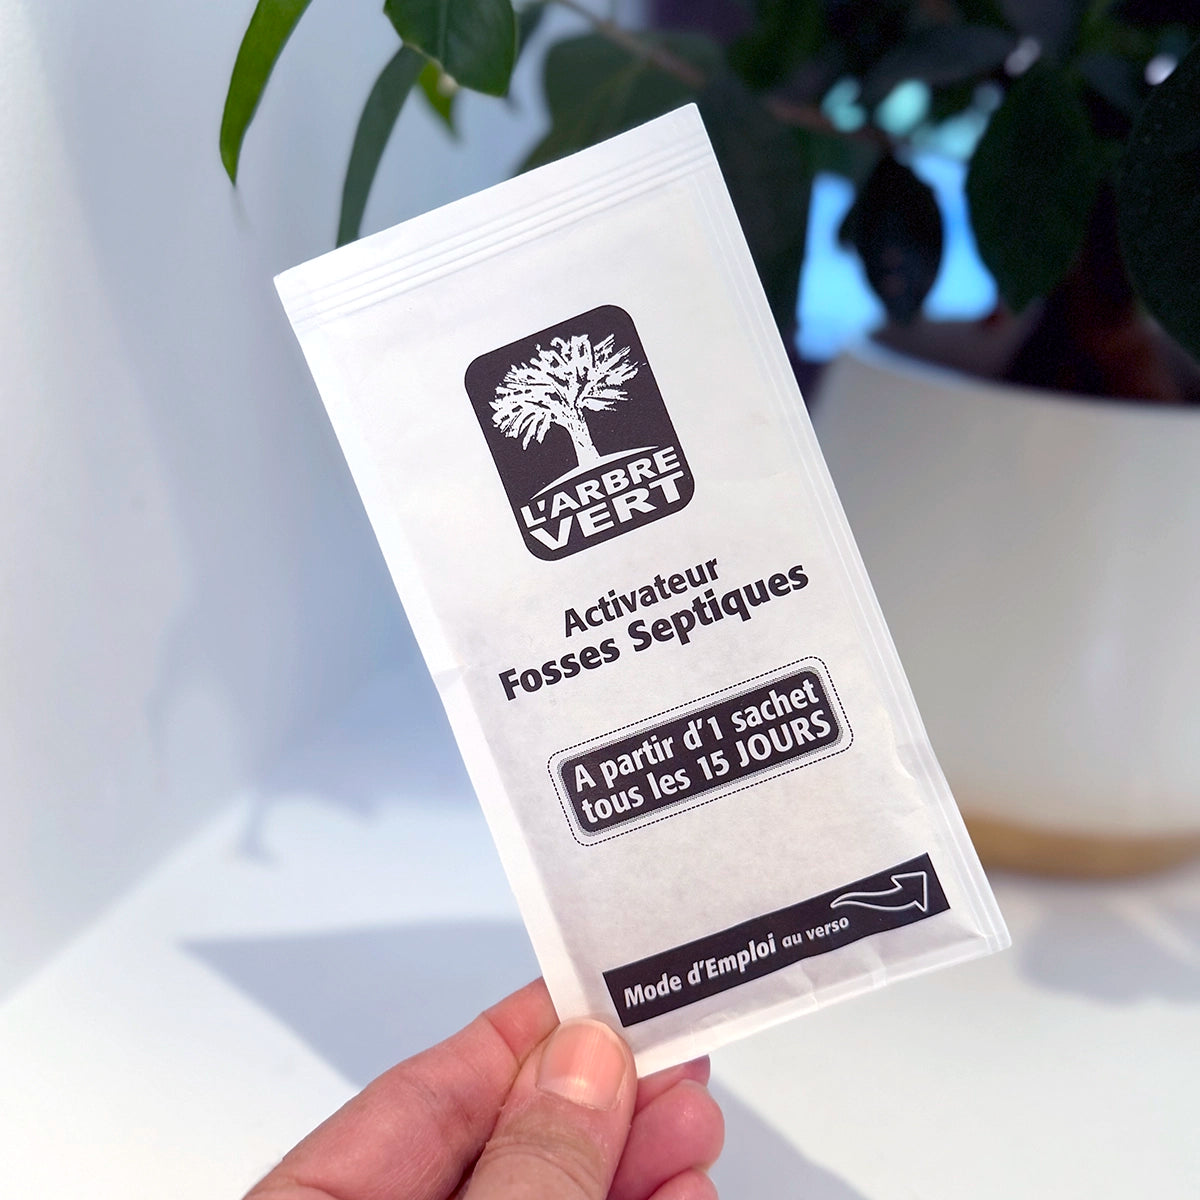 L'ARBRE
VERT
Activateur
Fosses Septiques
A partir d'1 sachet
tous les 15 JOURS
Mode d'Emploi au verso